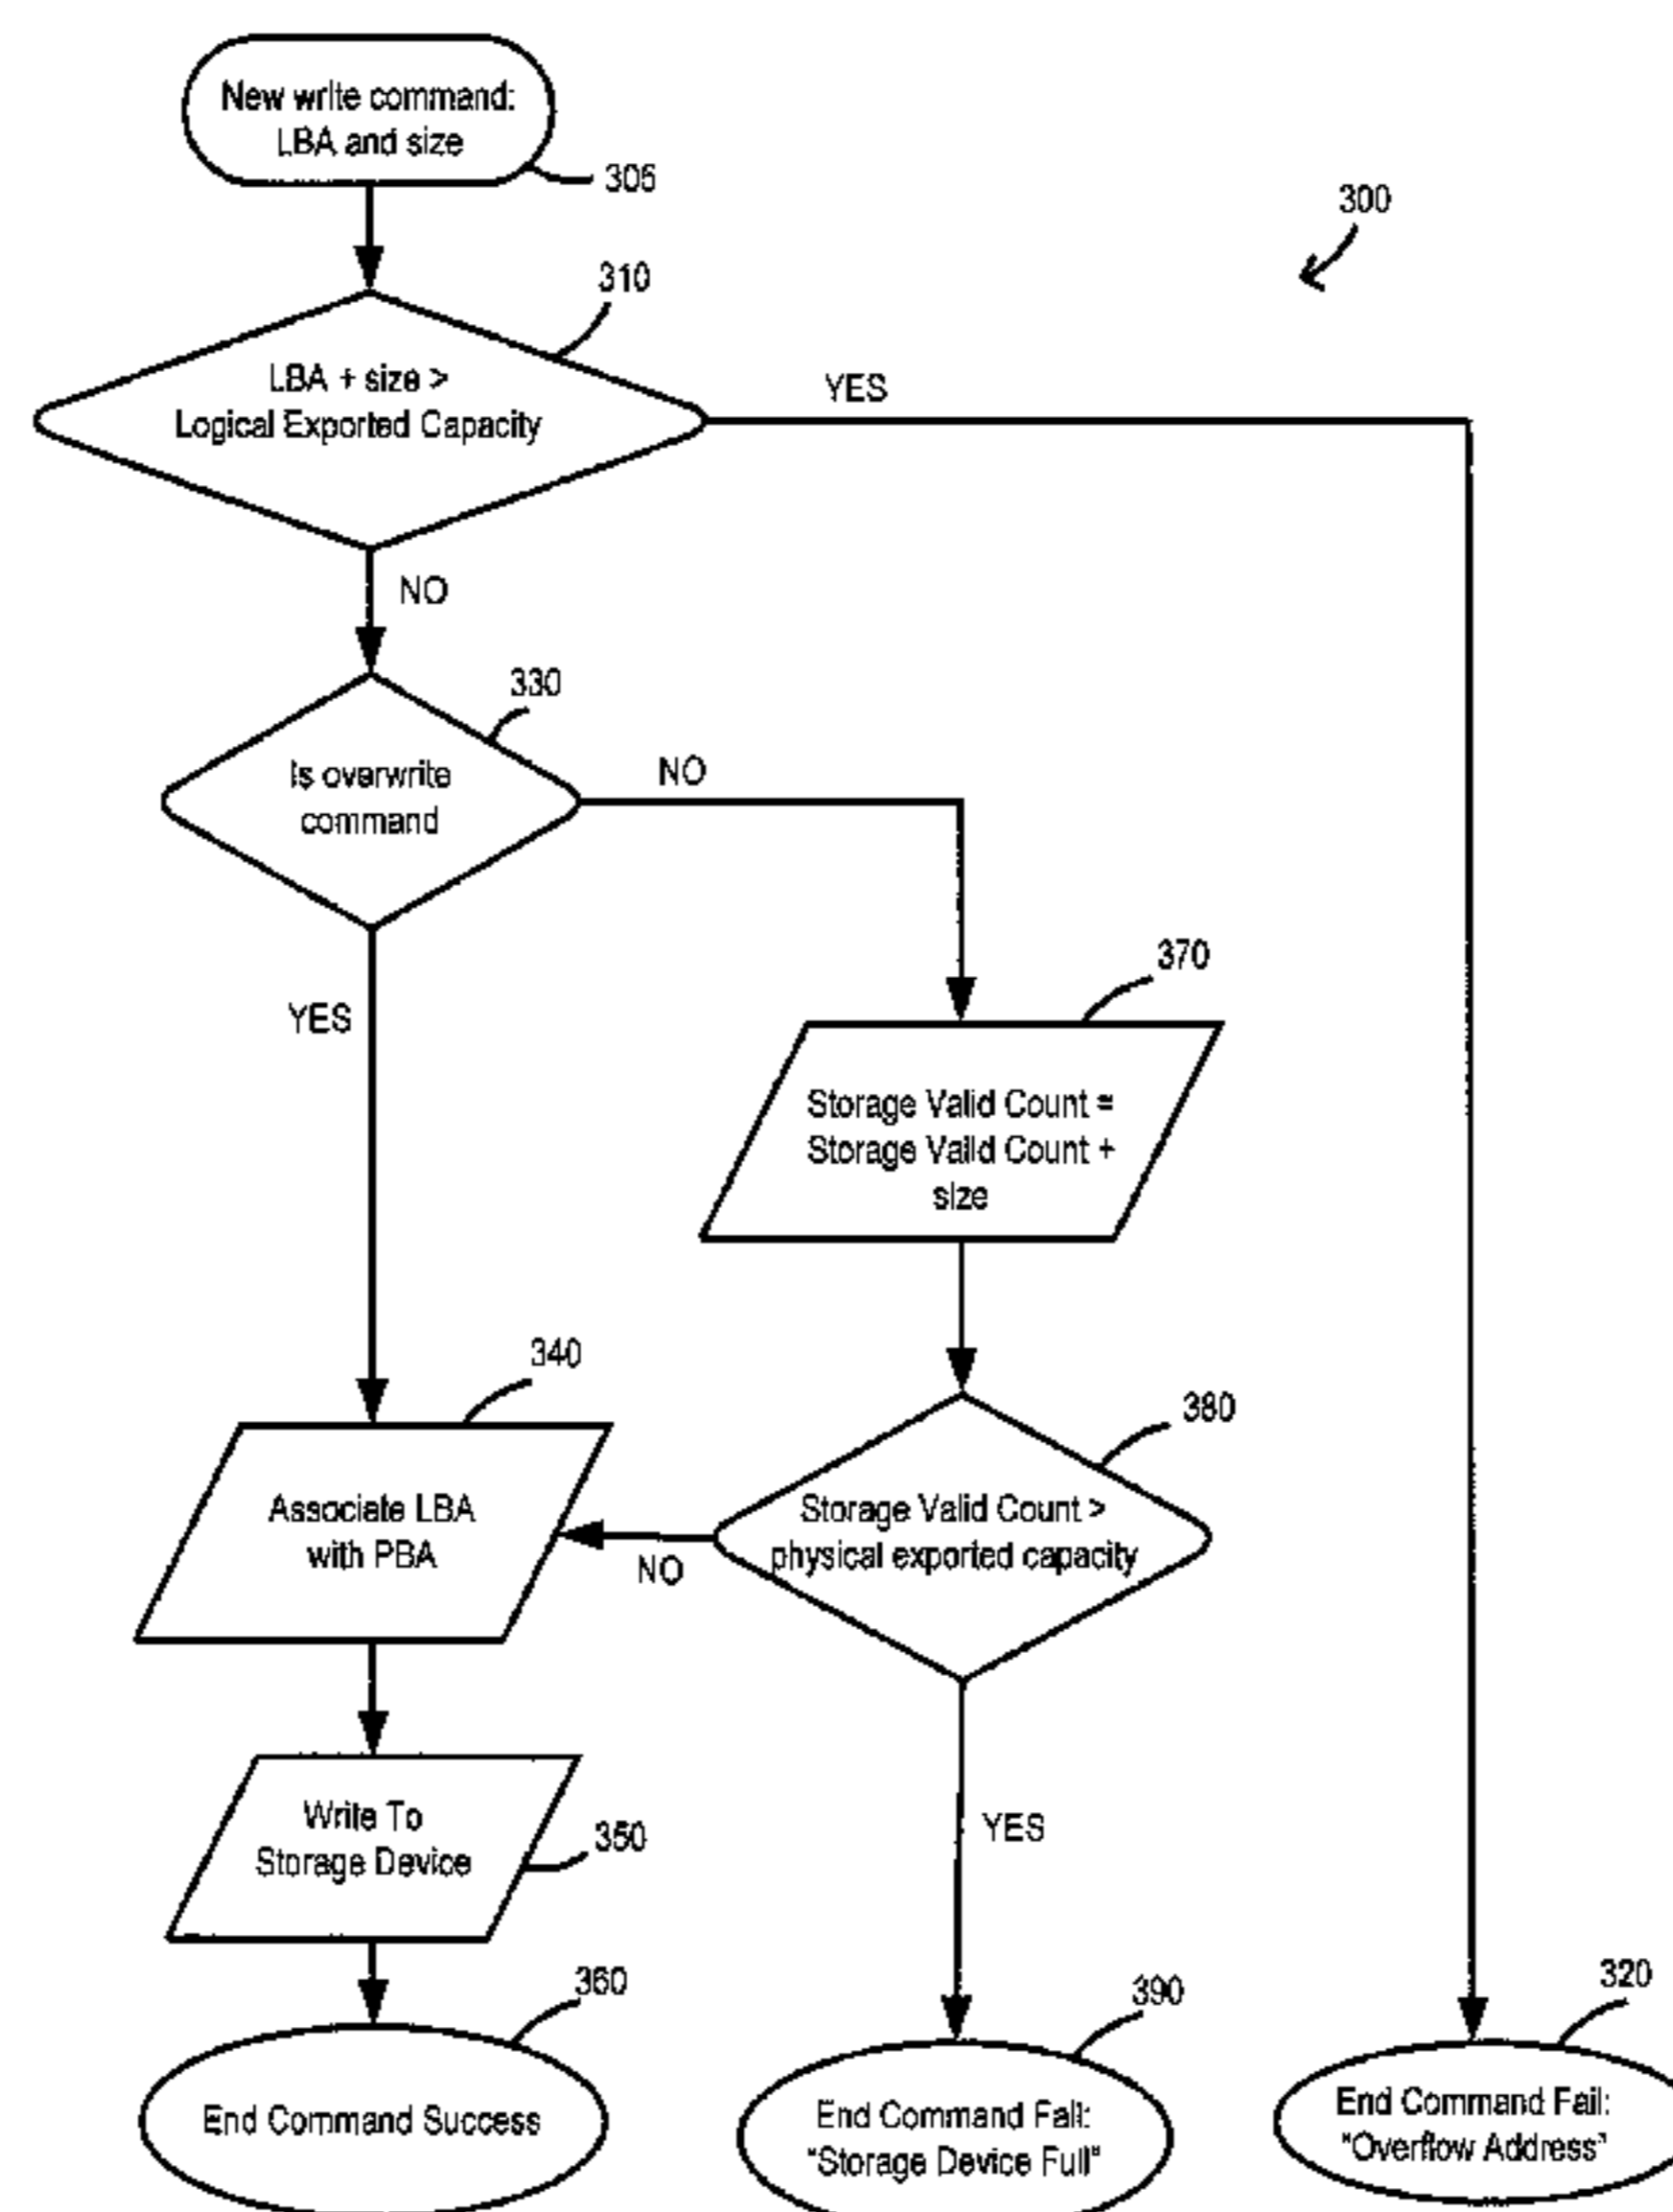 New write command:
LBA and size
305
300
310
LBA + size >
Logical Exported Capacity
YES
NO
330
Is overwrite
command
NO
370
YES
Storage Valid Count =
Storage Valid Count +
size
340
380
Associate LBA
with PBA
Storage Valid Count >
physical exported capacity
NO
Write To
Storage Device
350
YES
360
390
320
End Command Success
End Command Fail:
"Storage Device Full"
End Command Fail:
"Overflow Address"